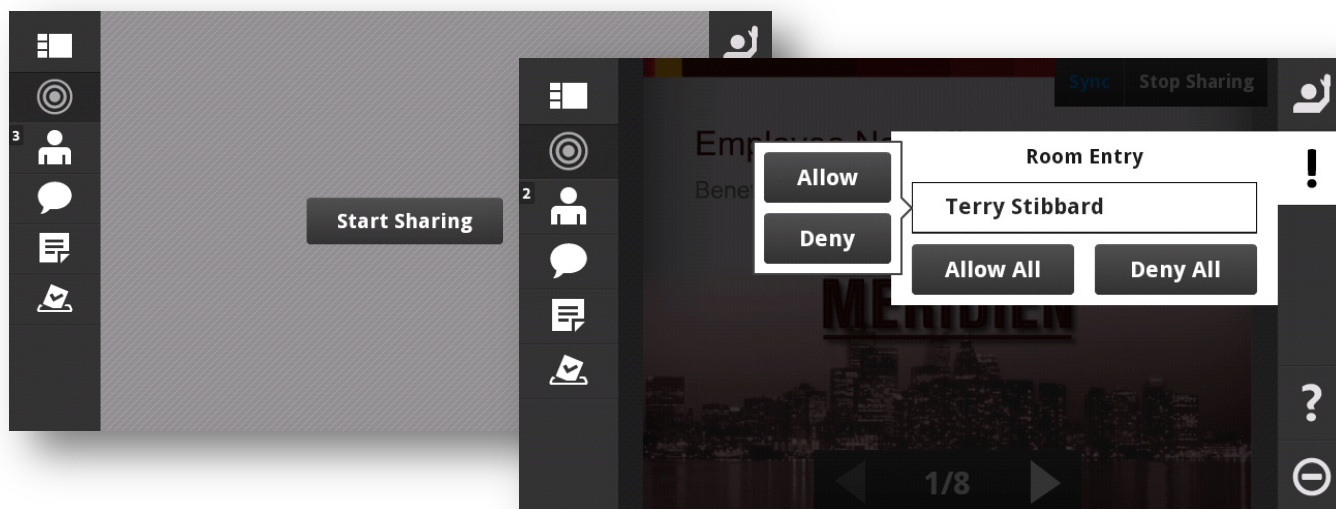 3
Start Sharing
Sync
Stop Sharing
2
Room Entry
Allow
Terry Stibbard
Deny
Allow All
Deny All
MERIDIEN
1/8